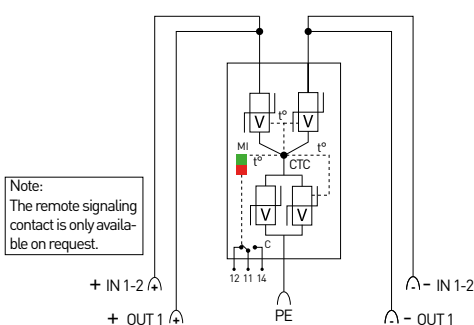 V
V
t°
t°
MI
t°
CTC
V
V
Note:
The remote signaling
contact is only availa-
ble on request.
C
12 11 14
+ IN 1-2 +
- - IN 1-2
+ OUT 1 +
PE
- - OUT 1